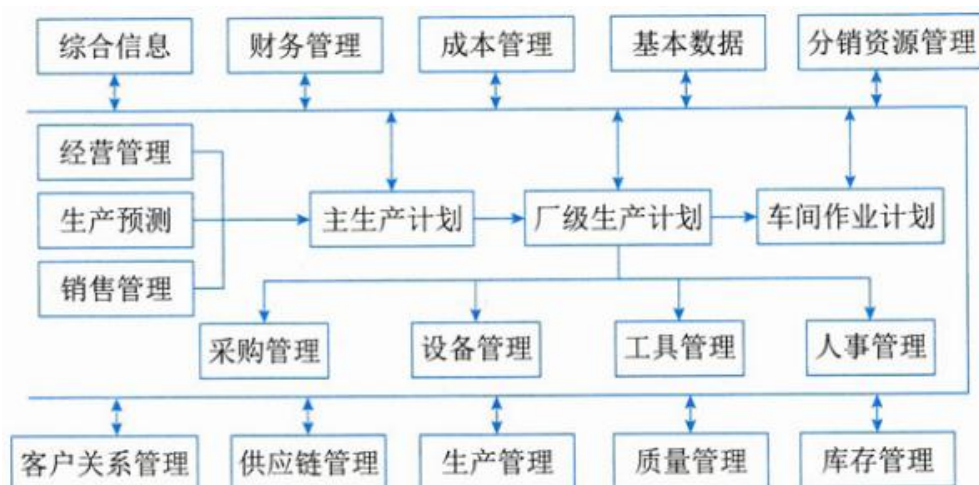 综合信息
财务管理
成本管理
基本数据
分销资源管理
经营管理
生产预测
销售管理
主生产计划
厂级生产计划
车间作业计划
采购管理
设备管理
工具管理
人事管理
客户关系管理
供应链管理
生产管理
质量管理
库存管理